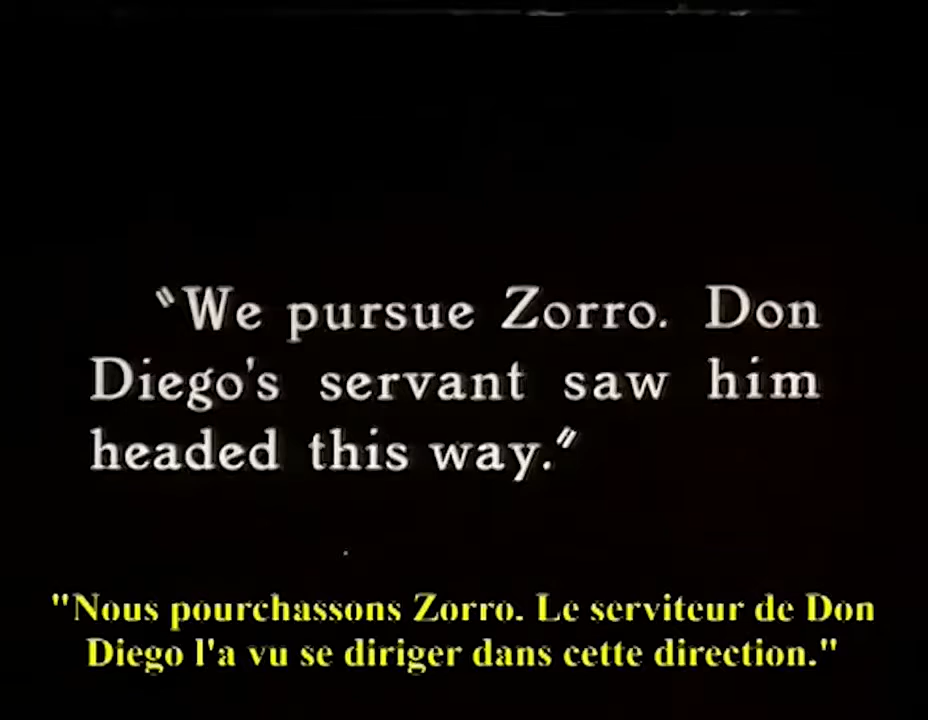 "We pursue Zorro. Don
Diego's servant saw him
headed this way."
"Nous pourchassons Zorro. Le serviteur de Don
Diego l'a vu se diriger dans cette direction."